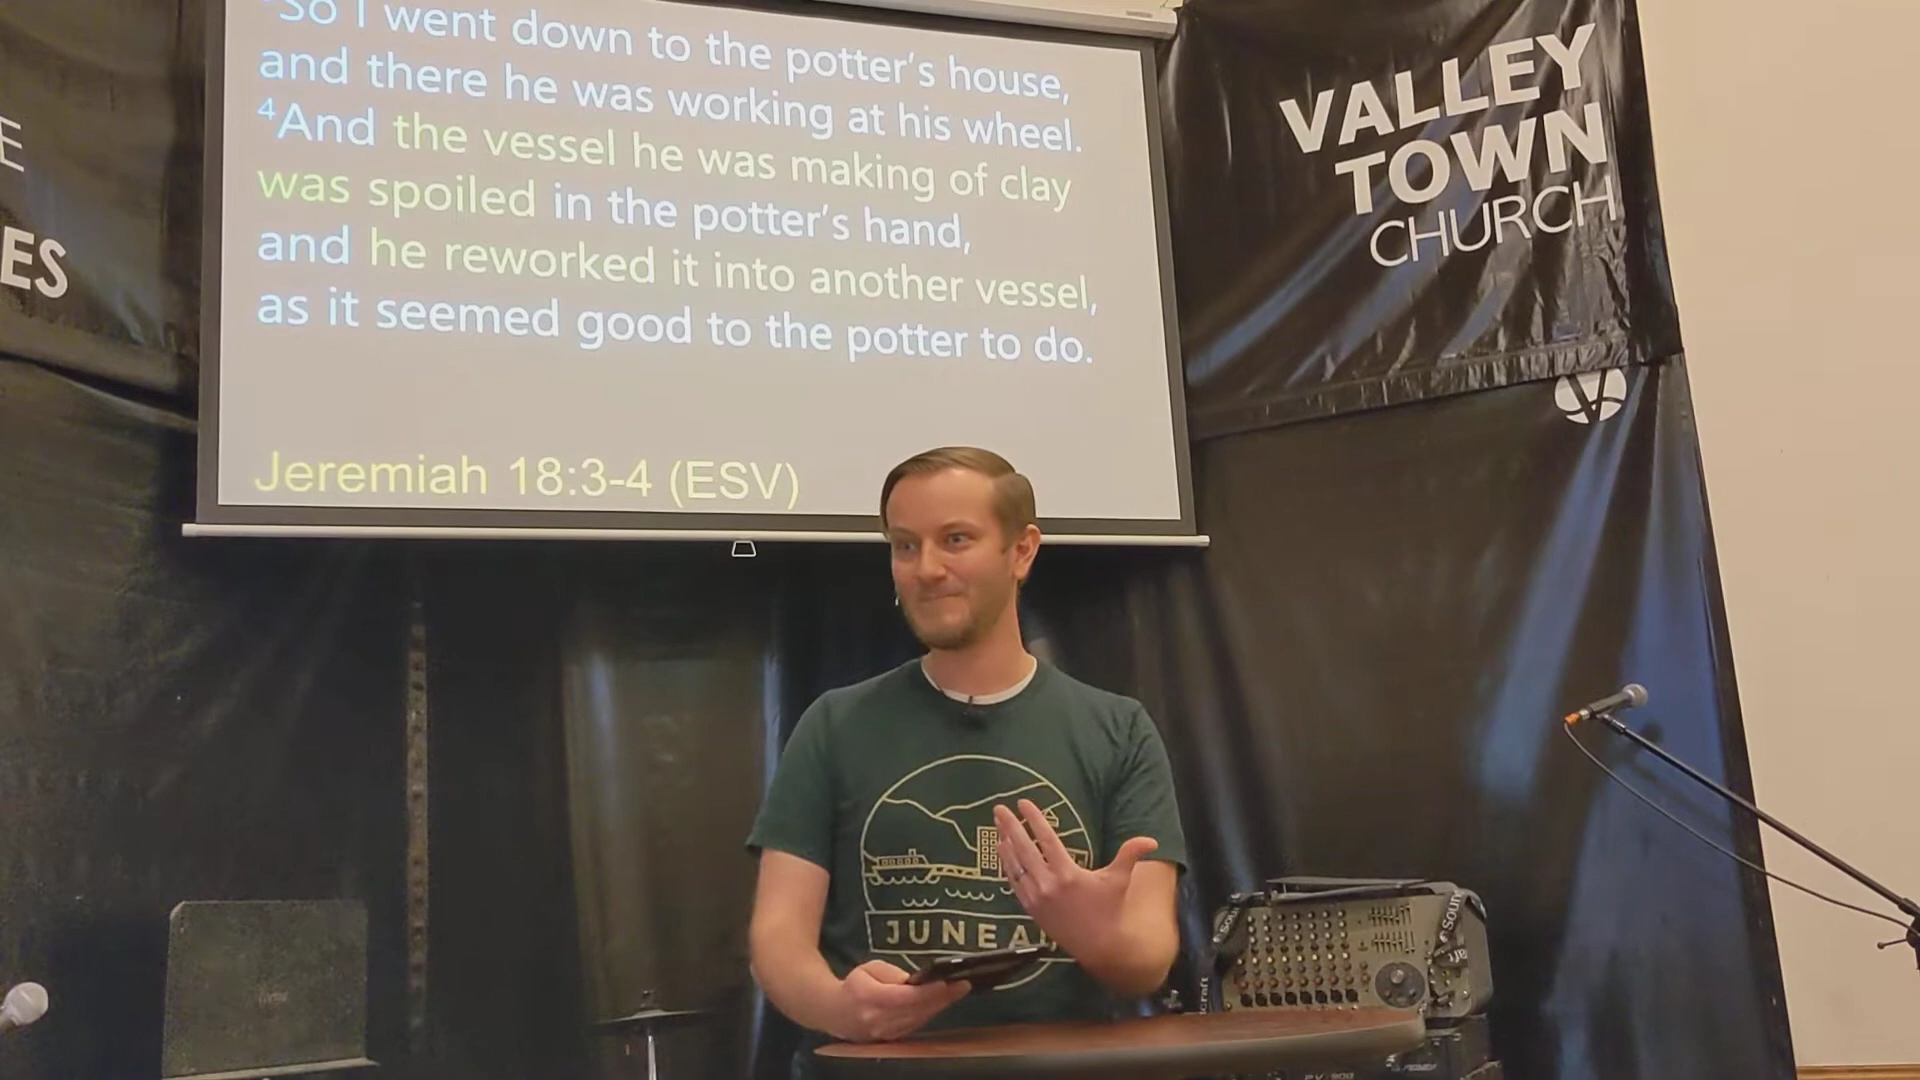 ³So I went down to the potter's house,
and there he was working at his wheel.
⁴And the vessel he was making of clay
was spoiled in the potter's hand,
and he reworked it into another vessel,
as it seemed good to the potter to do.
Jeremiah 18:3-4 (ESV)
VALLEY
TOWN
CHURCH
E
ES
JUNEAU